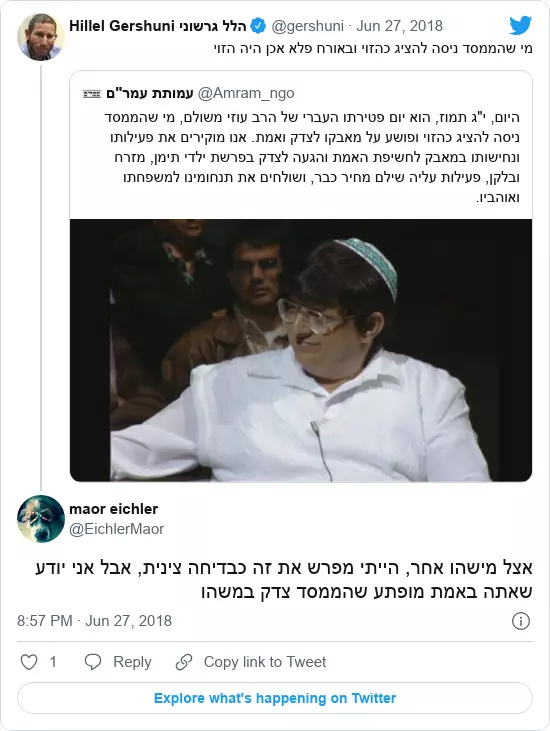 Hillel Gershuni הלל גרשוני @gershuni · Jun 27, 2018
מי שהממסד ניסה להציג כהזוי ובאורח פלא אכן היה הזוי
עמותת עמר"ם @Amram_ngo
היום, י"ג תמוז, הוא יום פטירתו העברי של הרב עוזי משולם, מי שהממסד
ניסה להציג כהזוי ופושע על מאבקו לצדק ואמת. אנו מוקירים את פעילותו
ונחישותו במאבק לחשיפת האמת והגעה לצדק בפרשת ילדי תימן, מזרח
ובלקן, פעילות עליה שילם מחיר כבר, ושולחים את תנחומינו למשפחתו
ואוהביו.
maor eichler
@EichlerMaor
אצל מישהו אחר, הייתי מפרש את זה כבדיחה צינית, אבל אני יודע
שאתה באמת מופתע שהממסד צדק במשהו
8:57 PM · Jun 27, 2018
1 Reply Copy link to Tweet
Explore what's happening on Twitter